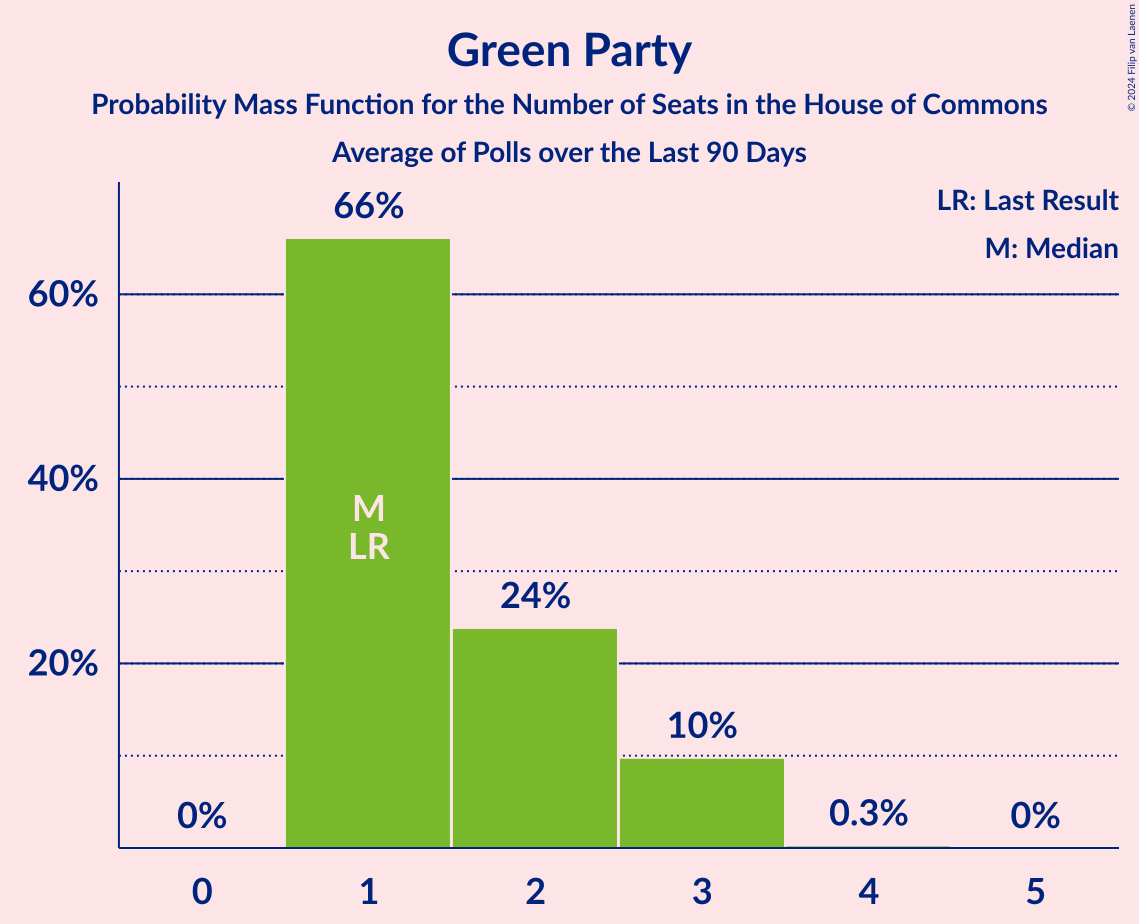 Green Party
Probability Mass Function for the Number of Seats in the House of Commons
Average of Polls over the Last 90 Days
© 2024 Filip van Laenen
LR: Last Result
M: Median
66%
60%
40%
M
LR
24%
20%
10%
0%
0.3%
0%
0 1 2 3 4 5